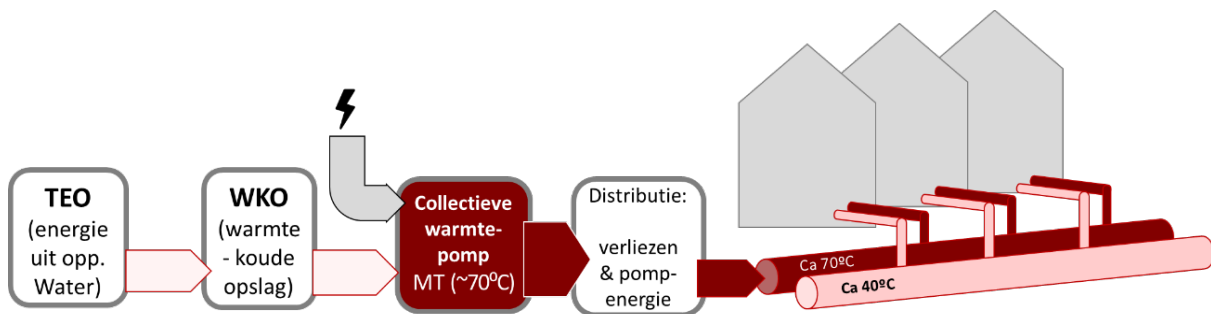 TEO
(energie
uit opp.
Water)
WKO
(warmte
- koude
opslag)
Collectieve
warmte-
pomp
MT (~70⁰C)
Distributie:
verliezen
& pomp-
energie
Ca 70ºC
Ca 40ºC